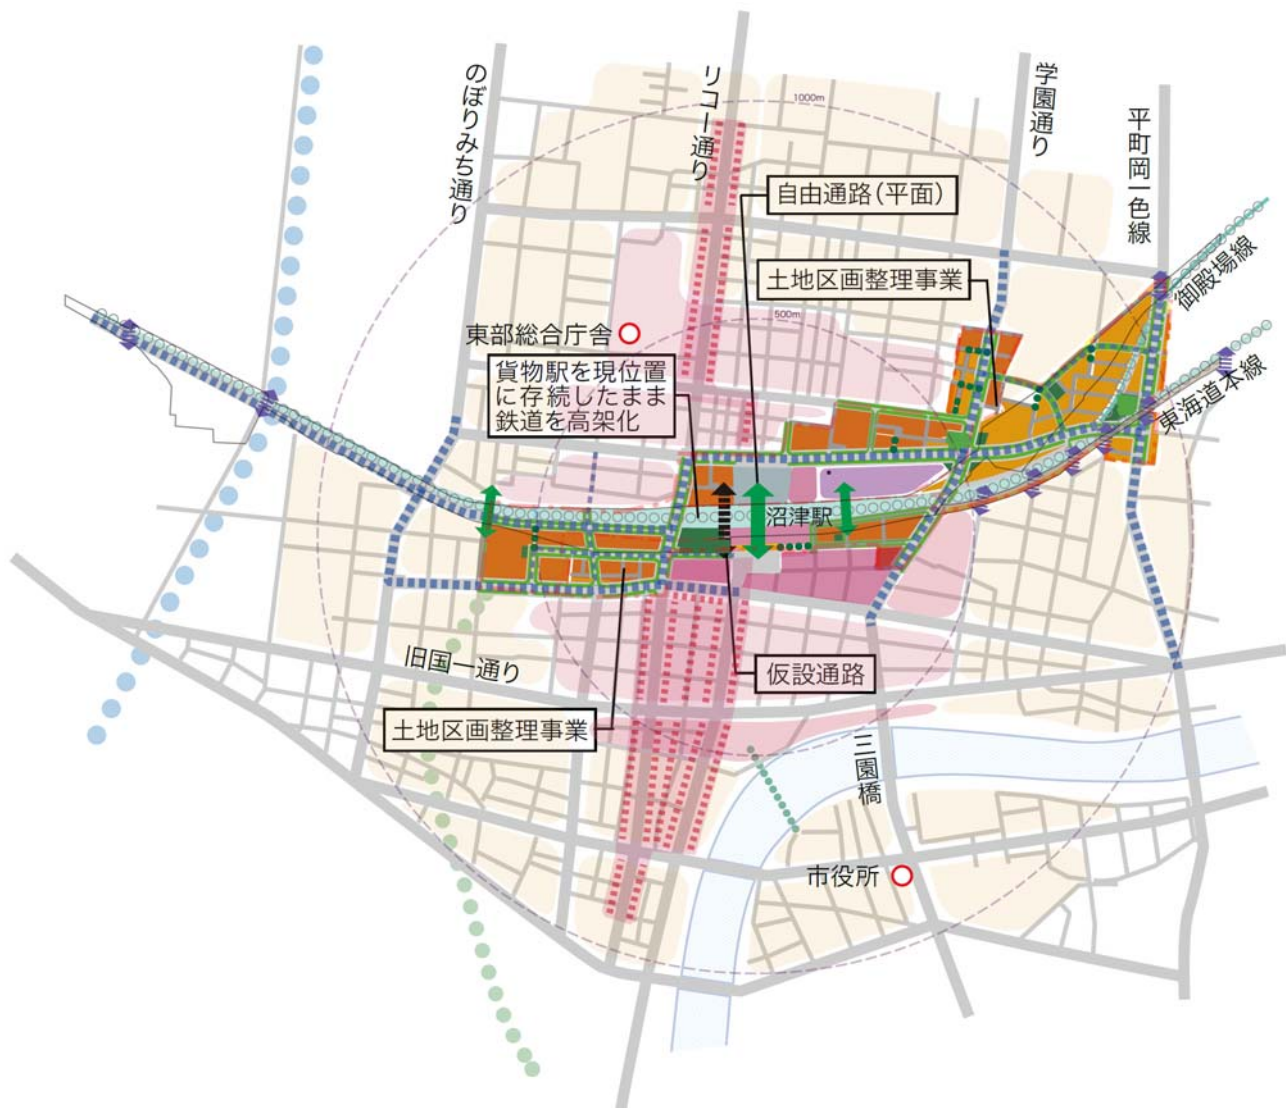 のぼりみち通り
リコー通り
学園通り
平町岡一色線
1000m
自由通路(平面)
土地区画整理事業
御殿場線
500m
東部総合庁舎
貨物駅を現位置
に存続したまま
鉄道を高架化
東海道本線
沼津駅
旧国一通り
仮設通路
土地区画整理事業
三園橋
市役所